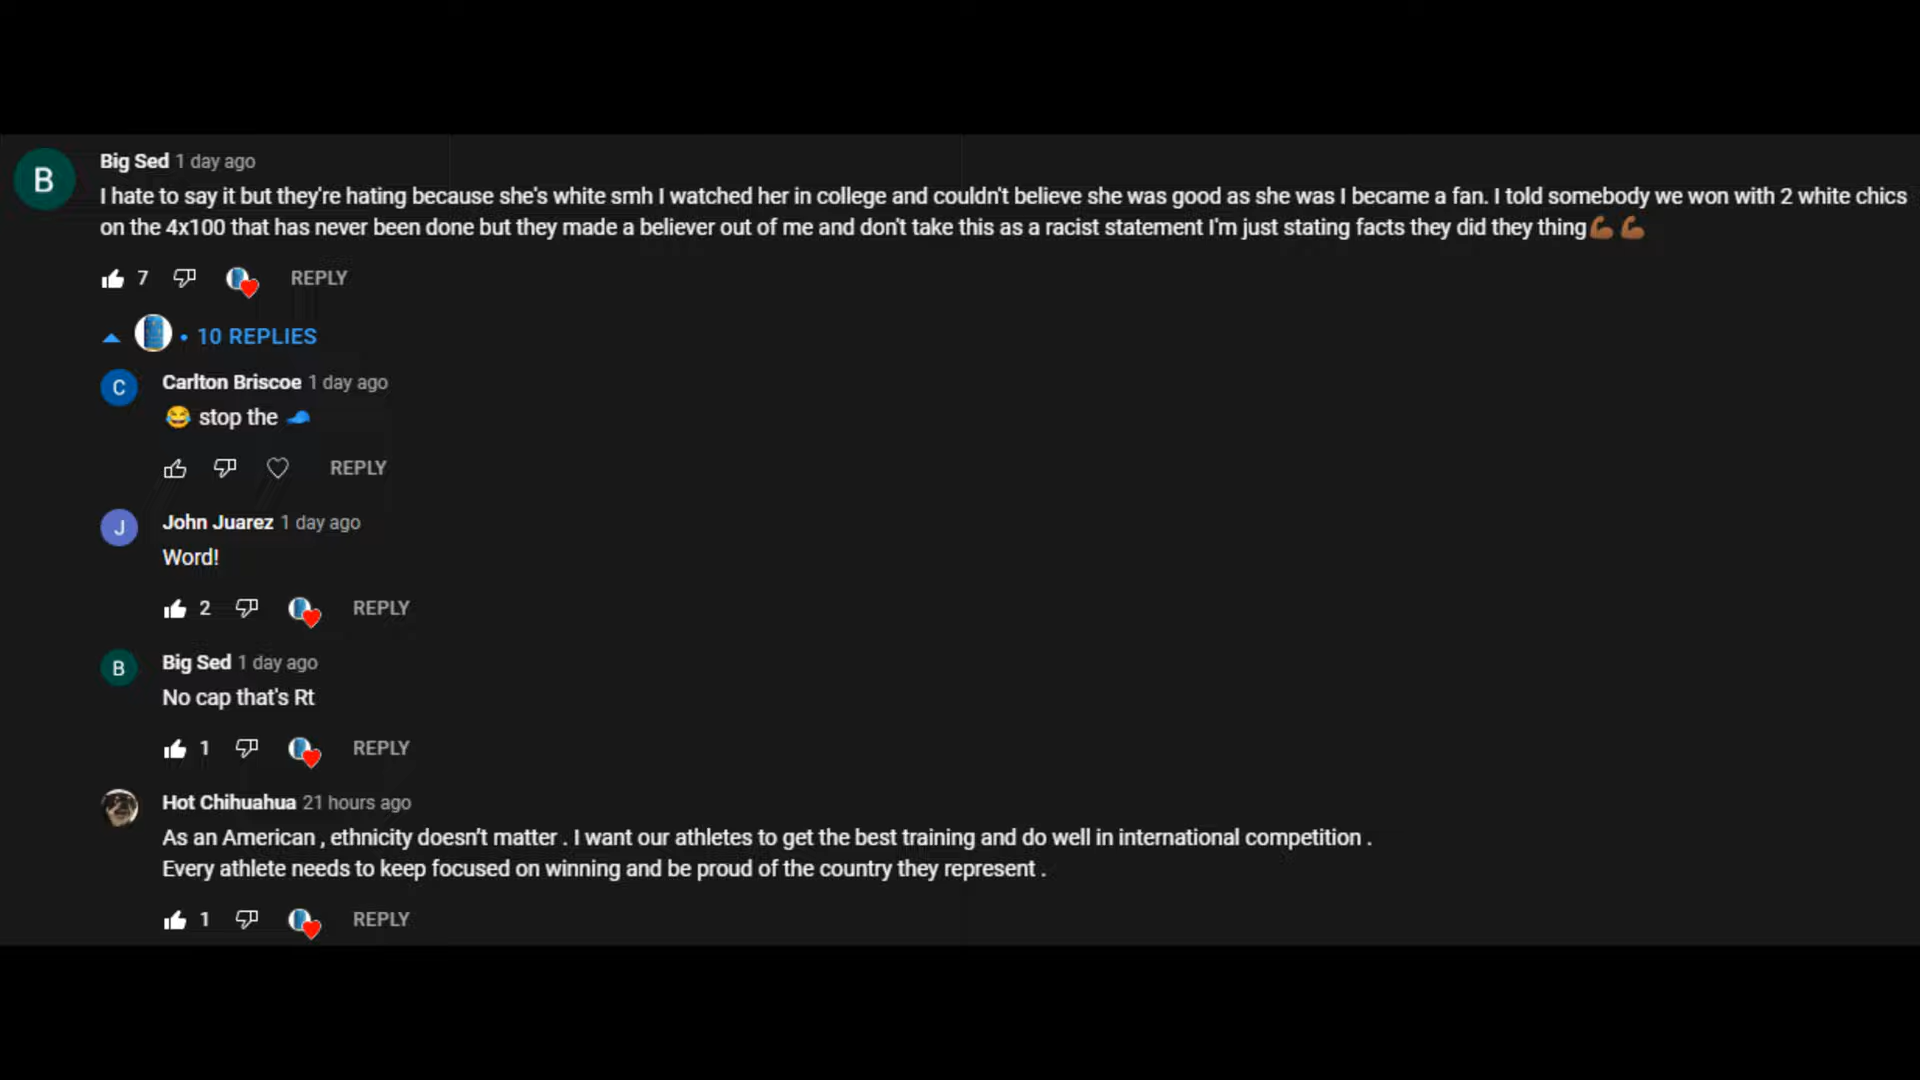 B
Big Sed 1 day ago
I hate to say it but they're hating because she's white smh I watched her in college and couldn't believe she was good as she was I became a fan. I told somebody we won with 2 white chics
on the 4x100 that has never been done but they made a believer out of me and don't take this as a racist statement I'm just stating facts they did they thing💪🏾💪🏾
7 REPLY
• 10 REPLIES
C
Carlton Briscoe 1 day ago
😂 stop the 🧢
REPLY
J
John Juarez 1 day ago
Word!
2 REPLY
B
Big Sed 1 day ago
No cap that's Rt
1 REPLY
Hot Chihuahua 21 hours ago
As an American , ethnicity doesn't matter . I want our athletes to get the best training and do well in international competition .
Every athlete needs to keep focused on winning and be proud of the country they represent .
1 REPLY